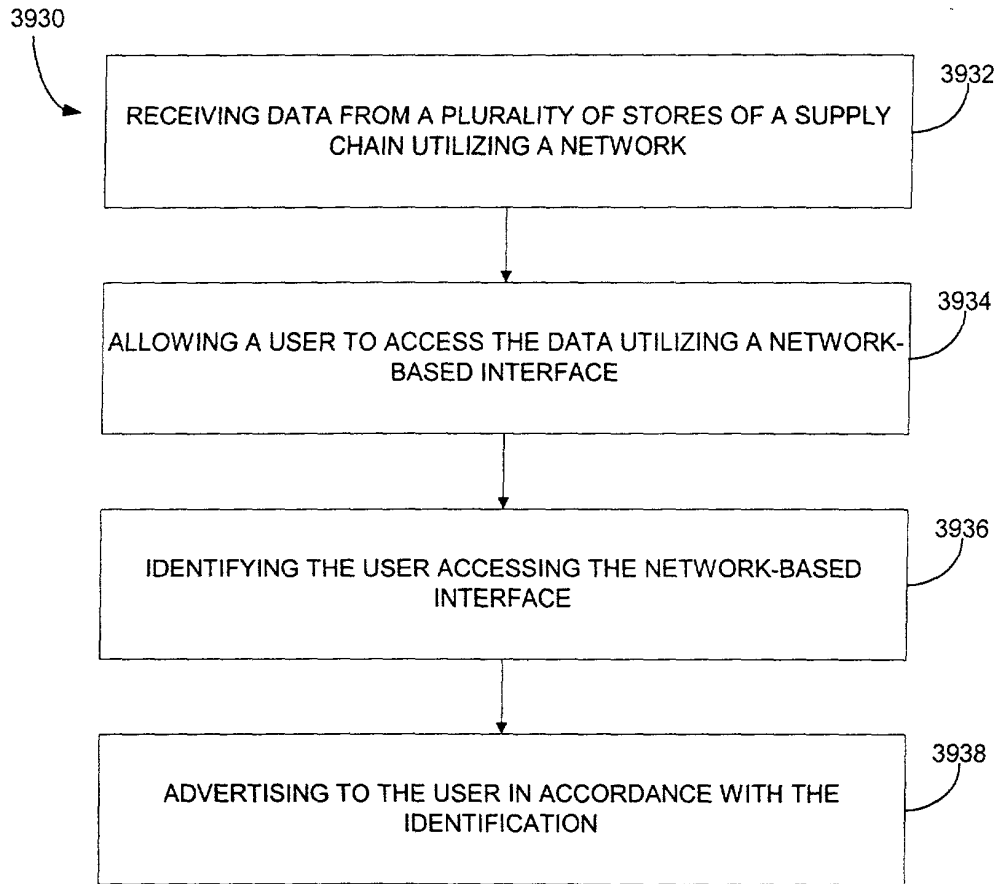 3930
3932
RECEIVING DATA FROM A PLURALITY OF STORES OF A SUPPLY
CHAIN UTILIZING A NETWORK
3934
ALLOWING A USER TO ACCESS THE DATA UTILIZING A NETWORK-
BASED INTERFACE
3936
IDENTIFYING THE USER ACCESSING THE NETWORK-BASED
INTERFACE
3938
ADVERTISING TO THE USER IN ACCORDANCE WITH THE
IDENTIFICATION